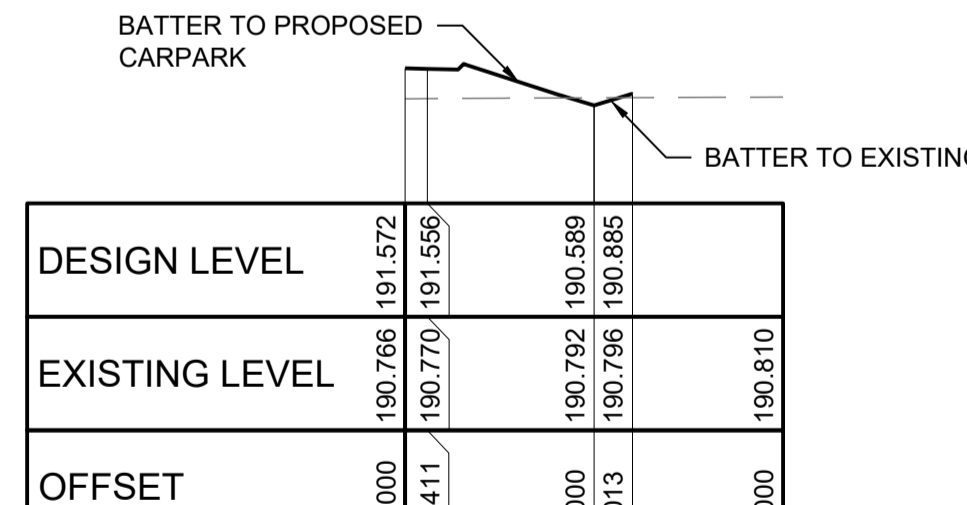 BATTER TO PROPOSED
CARPARK
BATTER TO EXISTING
DESIGN LEVEL 191.572 191.556 190.589 190.885
EXISTING LEVEL 190.766 190.770 190.792 190.796 190.810
OFFSET 000 411 000 013 000